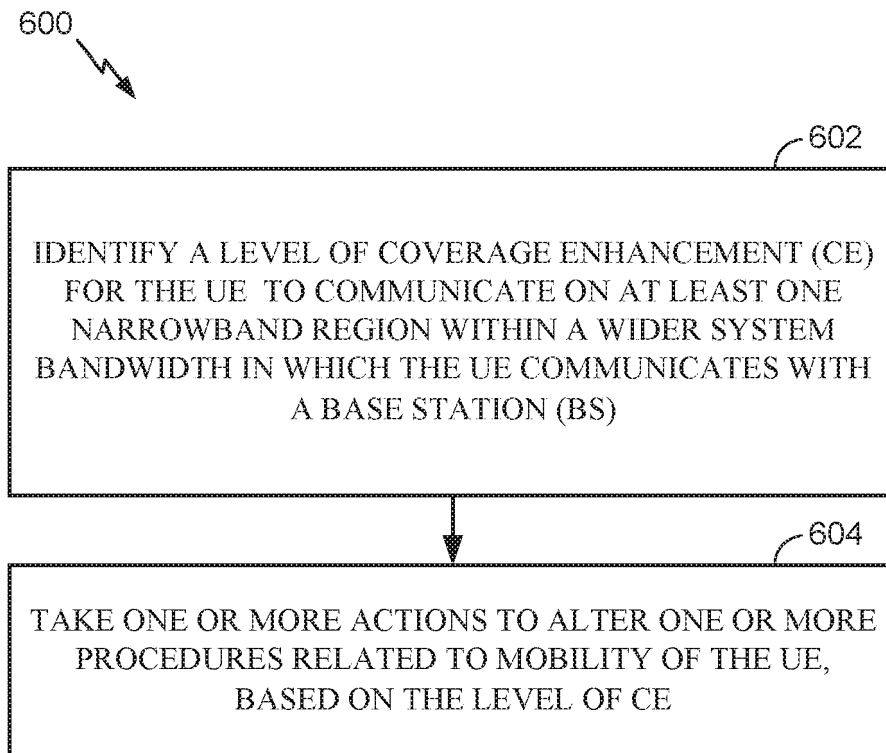 600
602
IDENTIFY A LEVEL OF COVERAGE ENHANCEMENT (CE)
FOR THE UE TO COMMUNICATE ON AT LEAST ONE
NARROWBAND REGION WITHIN A WIDER SYSTEM
BANDWIDTH IN WHICH THE UE COMMUNICATES WITH
A BASE STATION (BS)
604
TAKE ONE OR MORE ACTIONS TO ALTER ONE OR MORE
PROCEDURES RELATED TO MOBILITY OF THE UE,
BASED ON THE LEVEL OF CE